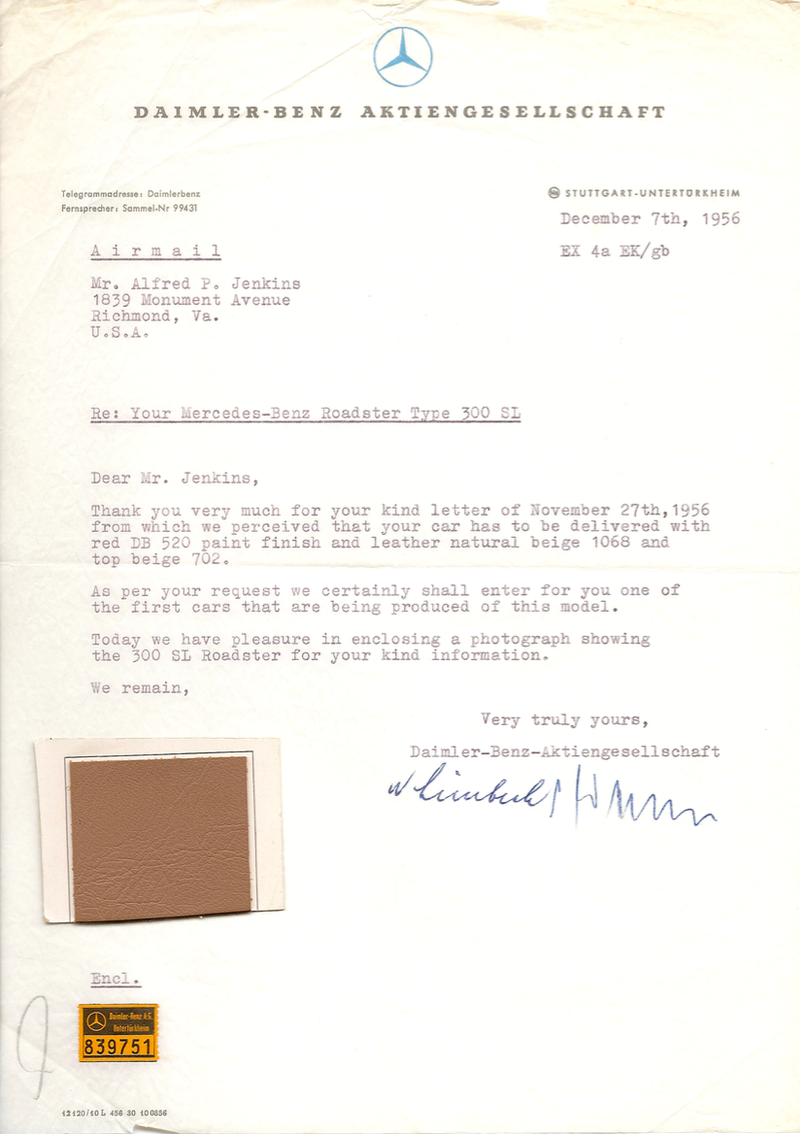 DAIMLER-BENZ AKTIENGESELLSCHAFT
Telegrammadresse: Daimlerbenz
Fernsprecher: Sammel-Nr 99431
STUTTGART-UNTERTÜRKHEIM
December 7th, 1956
Airmail
EX 4a EK/gb
Mr. Alfred P. Jenkins
1839 Monument Avenue
Richmond, Va.
U.S.A.
Re: Your Mercedes-Benz Roadster Type 300 SL
Dear Mr. Jenkins,
Thank you very much for your kind letter of November 27th,1956
from which we perceived that your car has to be delivered with
red DB 520 paint finish and leather natural beige 1068 and
top beige 702.
As per your request we certainly shall enter for you one of
the first cars that are being produced of this model.
Today we have pleasure in enclosing a photograph showing
the 300 SL Roadster for your kind information.
We remain,
Very truly yours,
Daimler-Benz-Aktiengesellschaft
Encl.
Daimler-Benz A.G.
Untertürkheim
839751
12120/10 L 456 30 100856